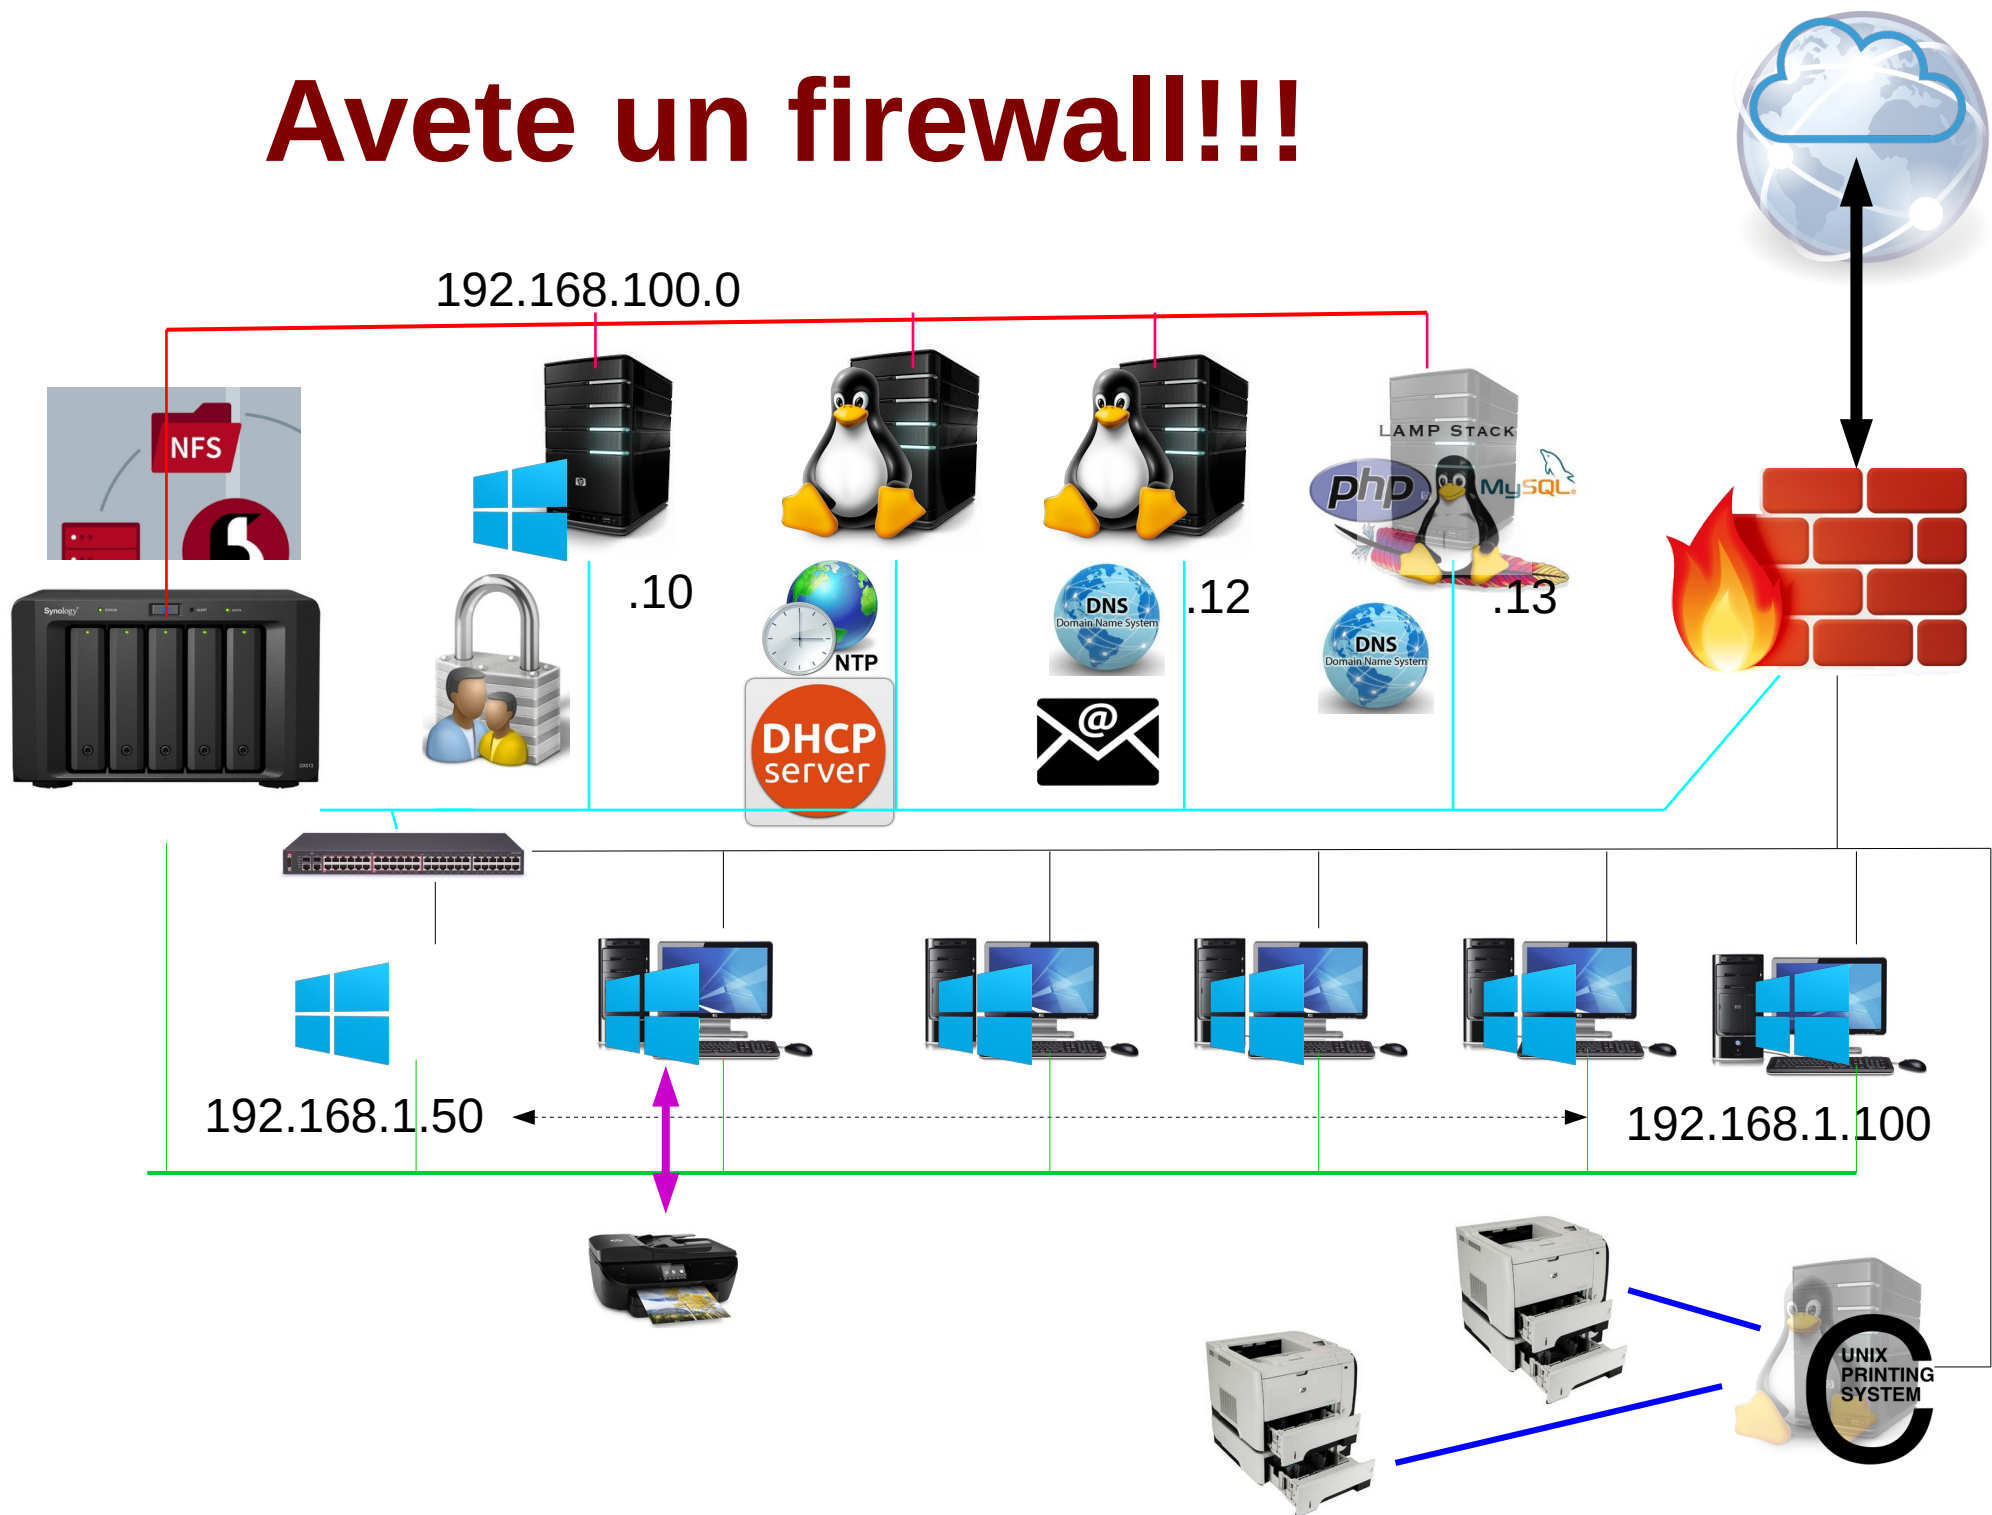 Avete un firewall!!!
192.168.100.0
NFS
LAMP STACK
php
MySQL
Synology
.10
.12
.13
NTP
DNS
Domain Name System
DNS
Domain Name System
@
DHCP
server
192.168.1.50
192.168.1.100
UNIX
PRINTING
SYSTEM